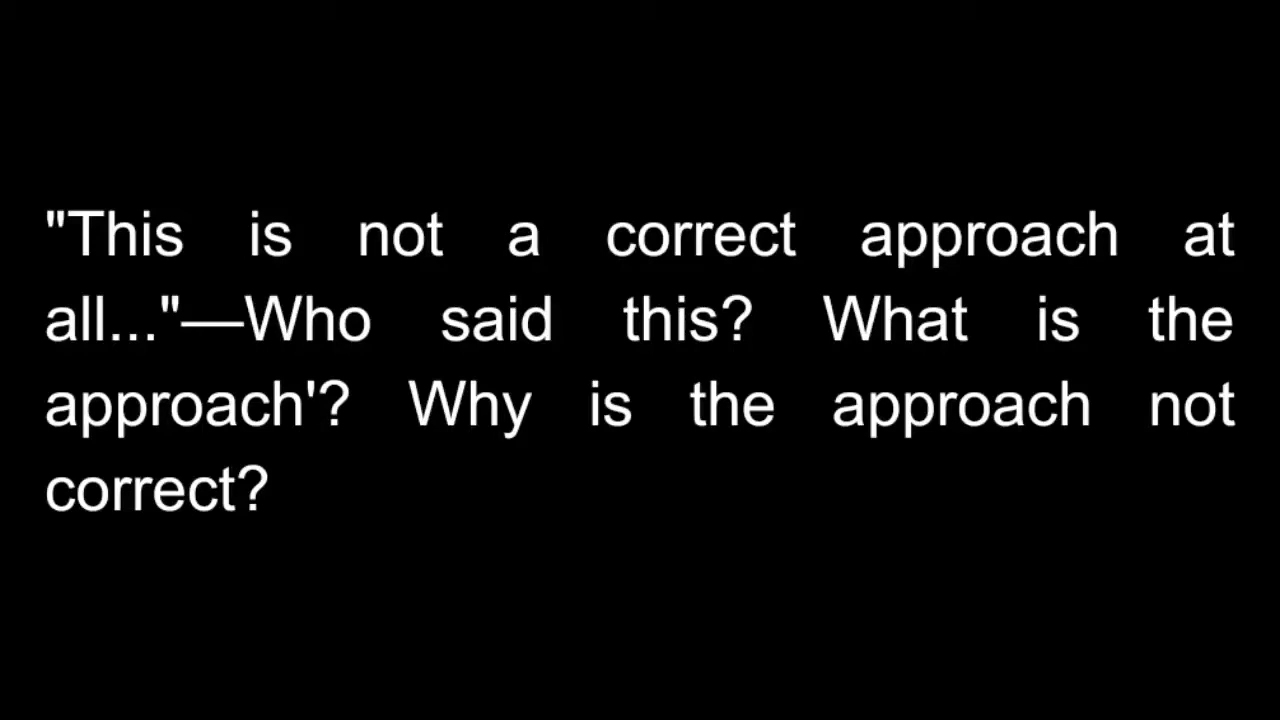 "This is not a correct approach at
all..."—Who said this? What is the
approach'? Why is the approach not
correct?